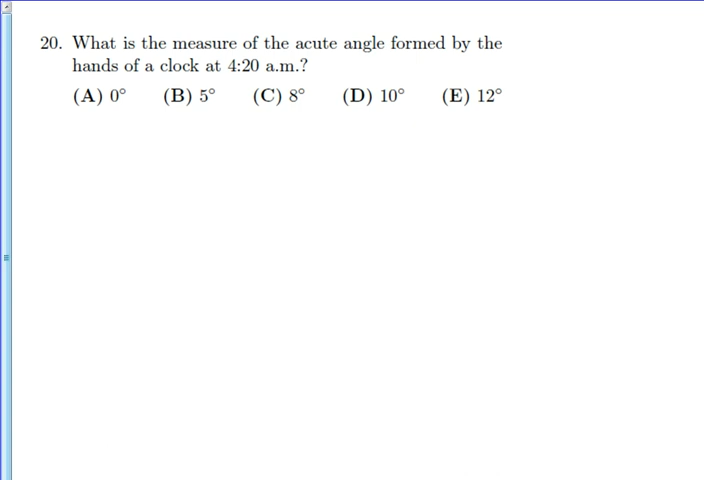 20. What is the measure of the acute angle formed by the
hands of a clock at 4:20 a.m.?
(A) 0° (B) 5° (C) 8° (D) 10° (E) 12°